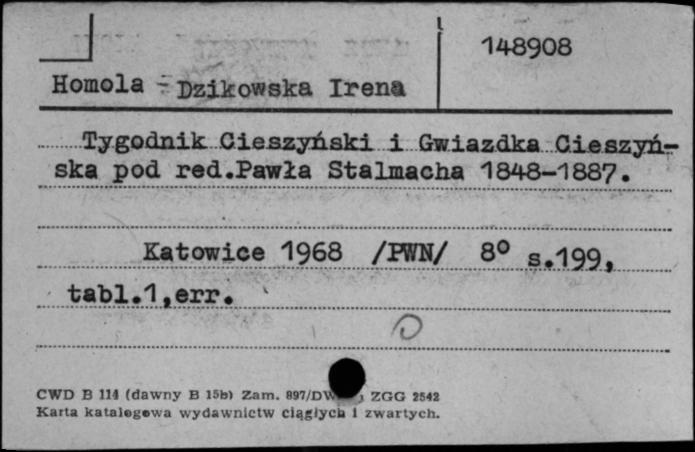 148908
Homola - Dzikowska Irena
Tygodnik Cieszyński i Gwiazdka Cieszyń-
ska pod red.Pawła Stalmacha 1848-1887.
Katowice 1968 /PWN/ 8° s.199,
tabl.1,err.
CWD B 114 (dawny B 15b) Zam. 897/DW ZGG 2542
Karta katalogowa wydawnictw ciągłych i zwartych.